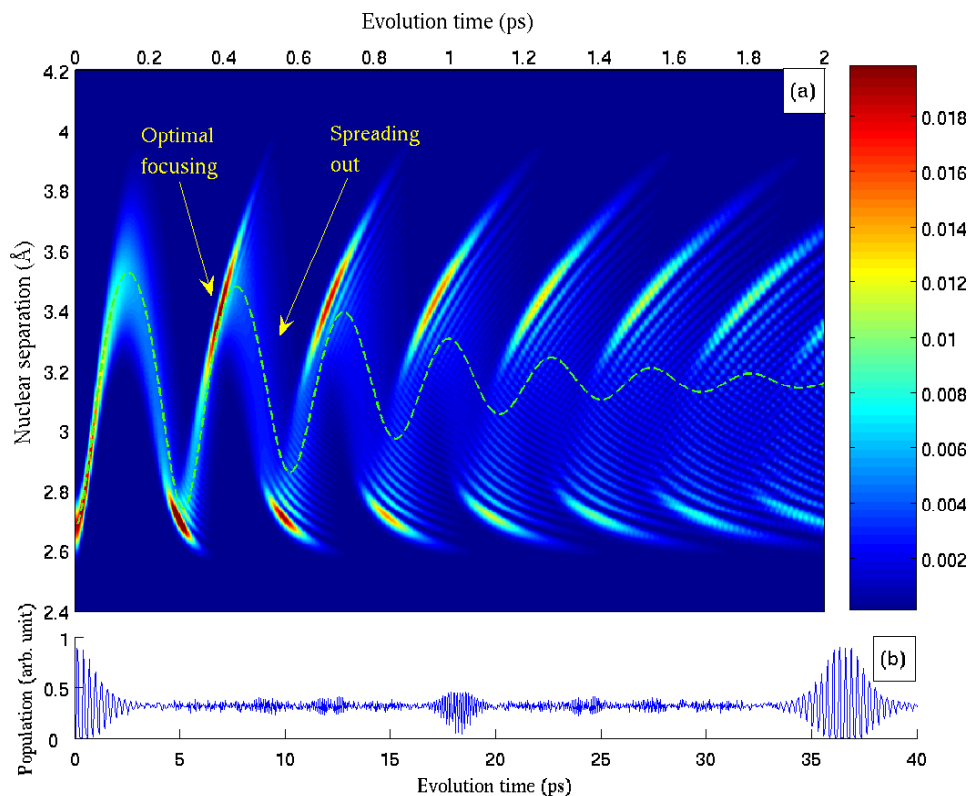 Evolution time (ps)
0 0.2 0.4 0.6 0.8 1 1.2 1.4 1.6 1.8 2
(a)
4.2
4
3.8
3.6
3.4
3.2
3
2.8
2.6
2.4
Nuclear separation (Å)
Optimal
focusing
Spreading
out
0.018
0.016
0.014
0.012
0.010
0.008
0.006
0.004
0.002
(b)
1
0.5
0
Population (arb. unit)
0 5 10 15 20 25 30 35 40
Evolution time (ps)